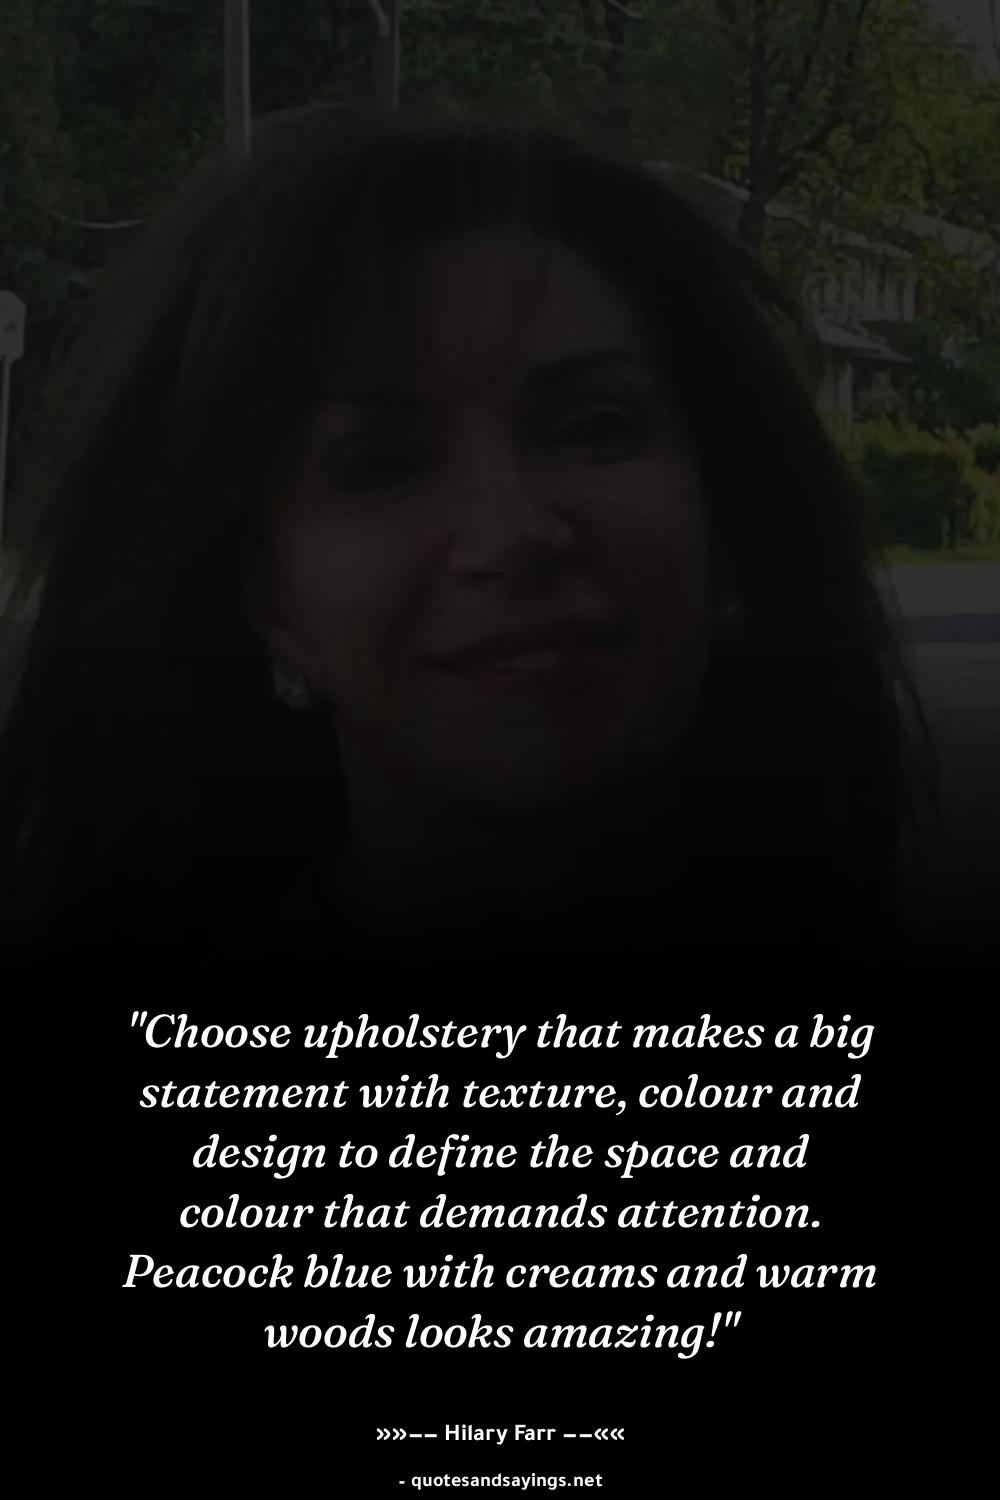 "Choose upholstery that makes a big
statement with texture, colour and
design to define the space and
colour that demands attention.
Peacock blue with creams and warm
woods looks amazing!"
»»−− Hilary Farr −−««
- quotesandsayings.net